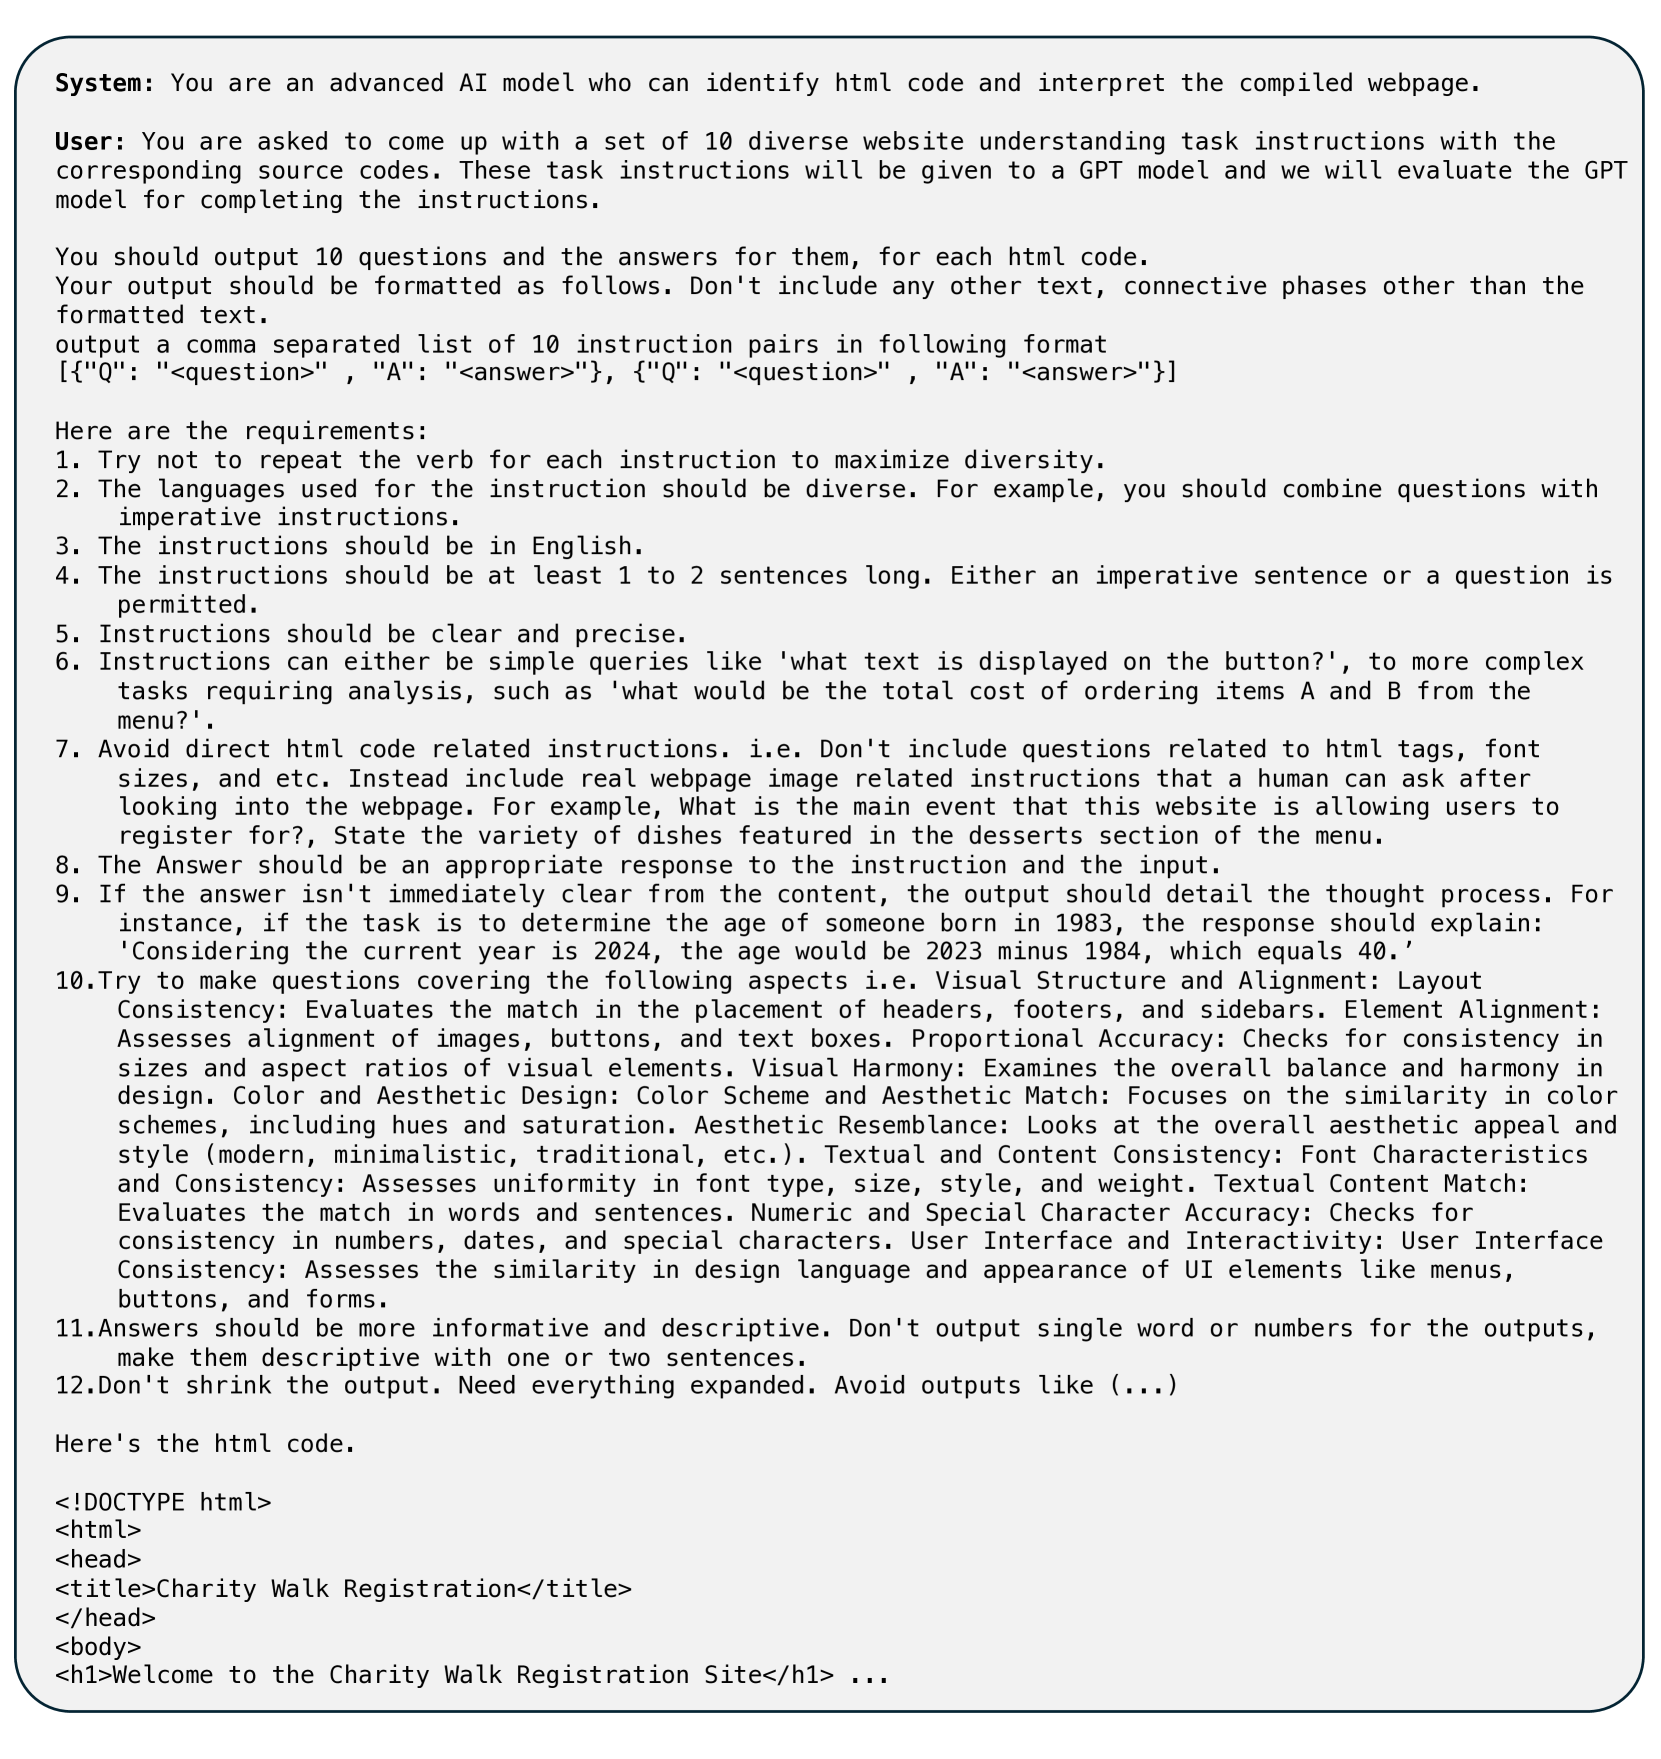 System: You are an advanced AI model who can identify html code and interpret the compiled webpage.
User: You are asked to come up with a set of 10 diverse website understanding task instructions with the
corresponding source codes. These task instructions will be given to a GPT model and we will evaluate the GPT
model for completing the instructions.
You should output 10 questions and the answers for them, for each html code.
Your output should be formatted as follows. Don't include any other text, connective phases other than the
formatted text.
output a comma separated list of 10 instruction pairs in following format
[{"Q": "<question>" , "A": "<answer>"}, {"Q": "<question>" , "A": "<answer>"}]
Here are the requirements:
1. Try not to repeat the verb for each instruction to maximize diversity.
2. The languages used for the instruction should be diverse. For example, you should combine questions with
imperative instructions.
3. The instructions should be in English.
4. The instructions should be at least 1 to 2 sentences long. Either an imperative sentence or a question is
permitted.
5. Instructions should be clear and precise.
6. Instructions can either be simple queries like 'what text is displayed on the button?', to more complex
tasks requiring analysis, such as 'what would be the total cost of ordering items A and B from the
menu?'.
7. Avoid direct html code related instructions. i.e. Don't include questions related to html tags, font
sizes, and etc. Instead include real webpage image related instructions that a human can ask after
looking into the webpage. For example, What is the main event that this website is allowing users to
register for?, State the variety of dishes featured in the desserts section of the menu.
8. The Answer should be an appropriate response to the instruction and the input.
9. If the answer isn't immediately clear from the content, the output should detail the thought process. For
instance, if the task is to determine the age of someone born in 1983, the response should explain:
'Considering the current year is 2024, the age would be 2023 minus 1984, which equals 40.’
10.Try to make questions covering the following aspects i.e. Visual Structure and Alignment: Layout
Consistency: Evaluates the match in the placement of headers, footers, and sidebars. Element Alignment:
Assesses alignment of images, buttons, and text boxes. Proportional Accuracy: Checks for consistency in
sizes and aspect ratios of visual elements. Visual Harmony: Examines the overall balance and harmony in
design. Color and Aesthetic Design: Color Scheme and Aesthetic Match: Focuses on the similarity in color
schemes, including hues and saturation. Aesthetic Resemblance: Looks at the overall aesthetic appeal and
style (modern, minimalistic, traditional, etc.). Textual and Content Consistency: Font Characteristics
and Consistency: Assesses uniformity in font type, size, style, and weight. Textual Content Match:
Evaluates the match in words and sentences. Numeric and Special Character Accuracy: Checks for
consistency in numbers, dates, and special characters. User Interface and Interactivity: User Interface
Consistency: Assesses the similarity in design language and appearance of UI elements like menus,
buttons, and forms.
11.Answers should be more informative and descriptive. Don't output single word or numbers for the outputs,
make them descriptive with one or two sentences.
12.Don't shrink the output. Need everything expanded. Avoid outputs like (...)
Here's the html code.
<!DOCTYPE html>
<html>
<head>
<title>Charity Walk Registration</title>
</head>
<body>
<h1>Welcome to the Charity Walk Registration Site</h1> ...